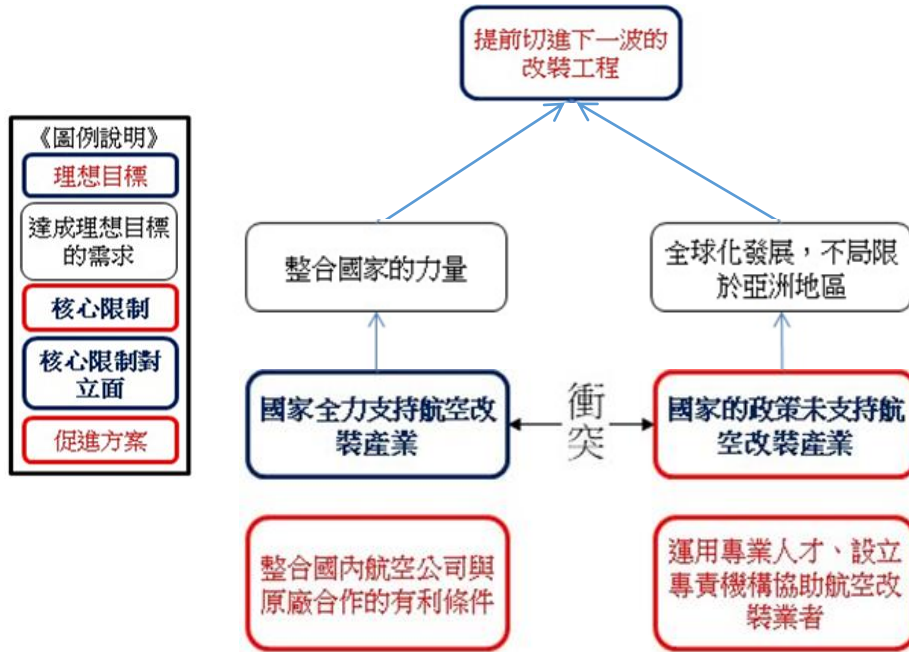 提前切進下一波的
改裝工程
《圖例說明》
理想目標
達成理想目標
的需求
核心限制
核心限制對
立面
促進方案
整合國家的力量
全球化發展，不局限
於亞洲地區
國家全力支持航空改
裝產業
衝
突
國家的政策未支持航
空改裝產業
整合國內航空公司與
原廠合作的有利條件
運用專業人才、設立
專責機構協助航空改
裝業者